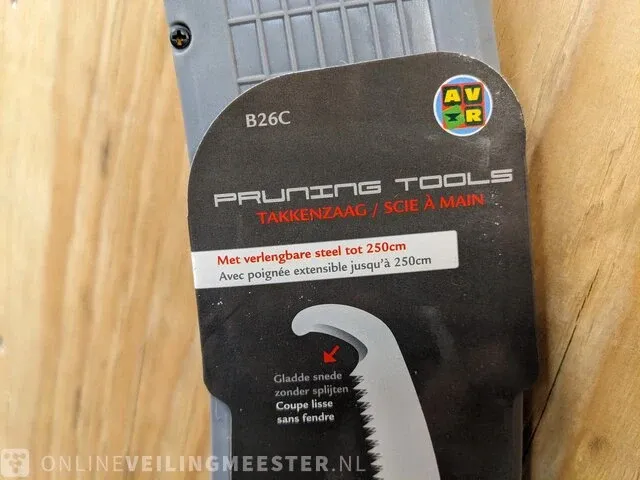 B26C
AV
R
PRUNING TOOLS
TAKKENZAAG / SCIE À MAIN
Met verlengbare steel tot 250cm
Avec poignée extensible jusqu'à 250cm
Gladde snede
zonder splijten
Coupe lisse
sans fendre
ONLINEVEILINGMEESTER.NL